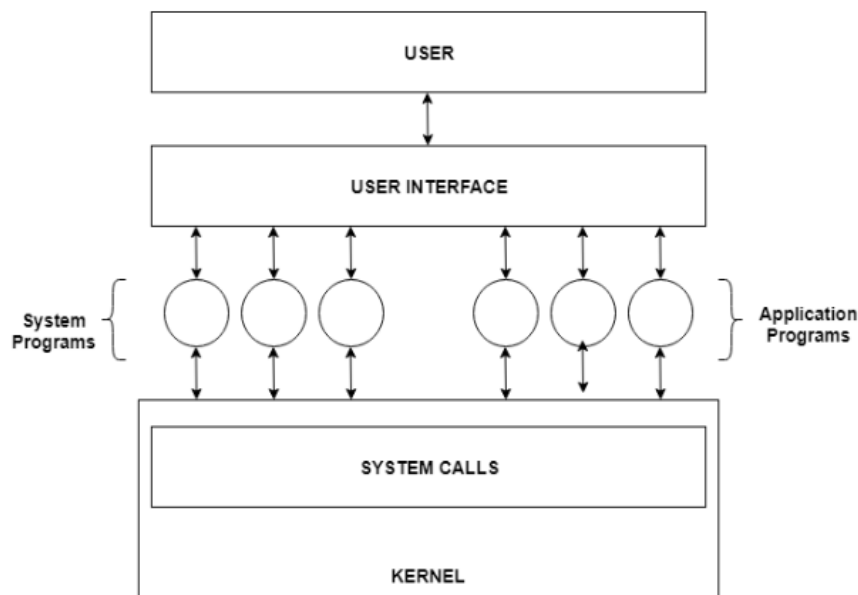 USER
USER INTERFACE
System
Programs
Application
Programs
SYSTEM CALLS
KERNEL